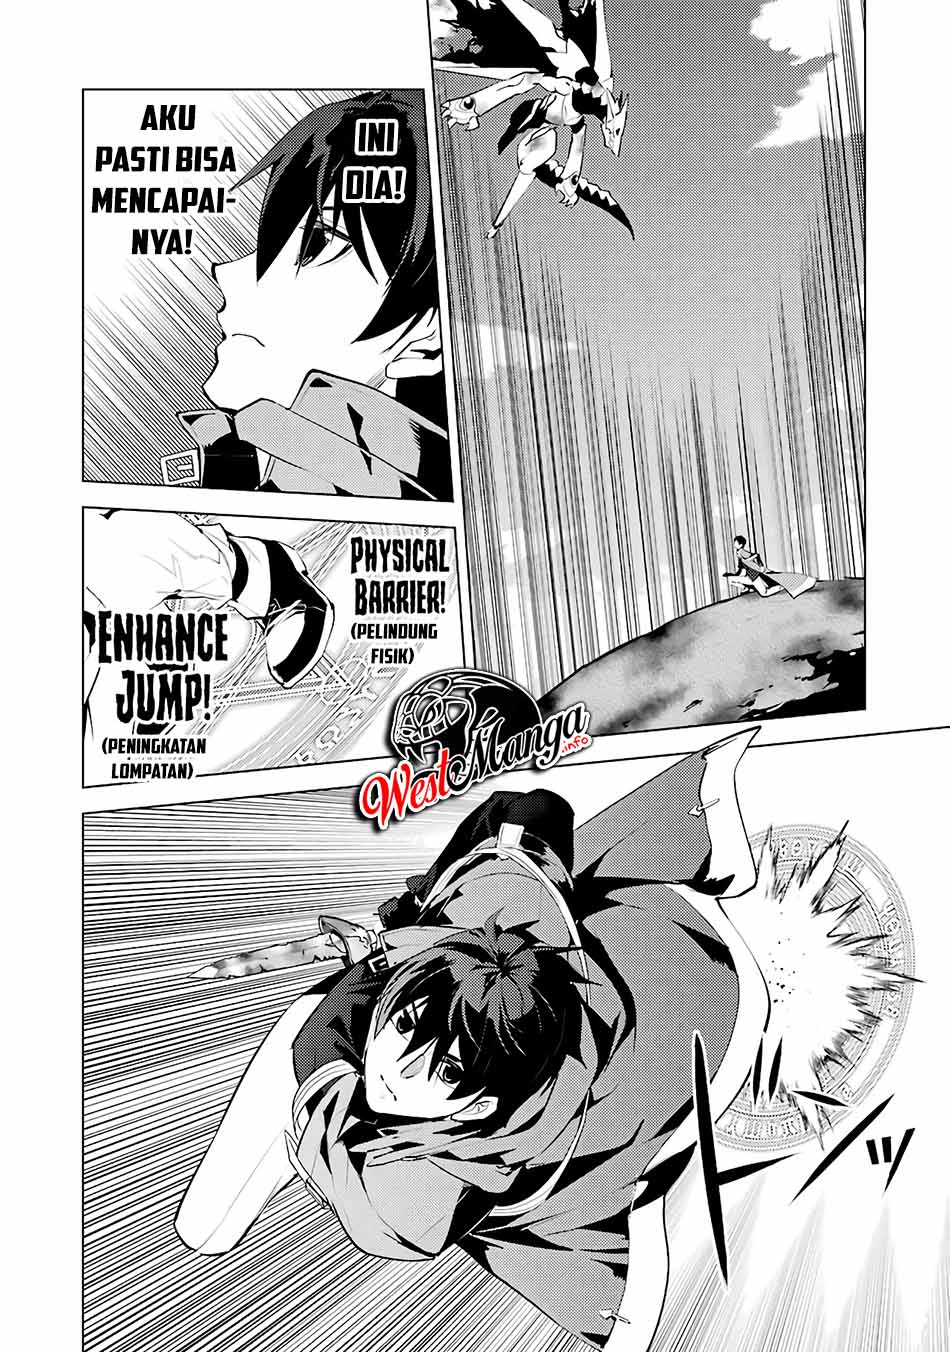 INI
DIA!
AKU
PASTI BISA
MENCAPAI-
NYA!
PHYSICAL
BARRIER!
(PELINDUNG
FISIK)
ENHANCE
JUMP!
(PENINGKATAN
LOMPATAN)
WestManga
.info
ドッ